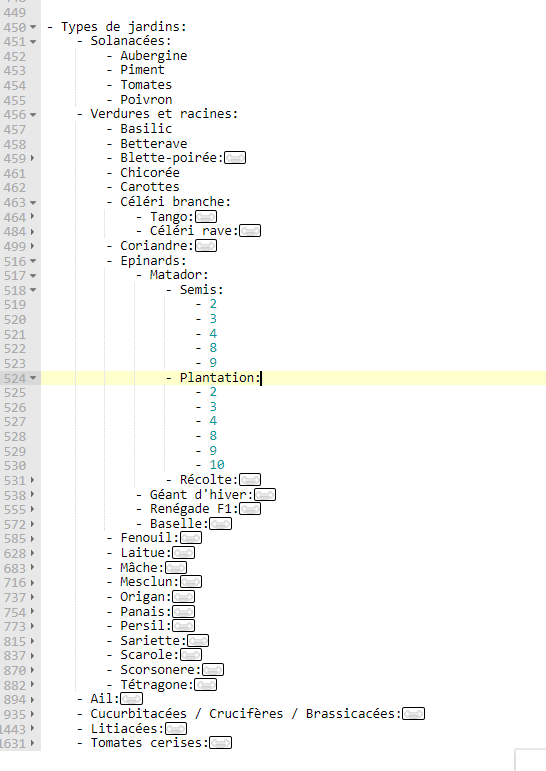 449
450 - Types de jardins:
451 - Solanacées:
452 - Aubergine
453 - Piment
454 - Tomates
455 - Poivron
456 - Verdures et racines:
457 - Basilic
458 - Betterave
459 - Blette-poirée:
461 - Chicorée
462 - Carottes
463 - Céléri branche:
464 - Tango:
484 - Céléri rave:
499 - Coriandre:
516 - Epinards:
517 - Matador:
518 - Semis:
519 - 2
520 - 3
521 - 4
522 - 8
523 - 9
524 - Plantation:
525 - 2
526 - 3
527 - 4
528 - 8
529 - 9
530 - 10
531 - Récolte:
538 - Géant d'hiver:
555 - Renégade F1:
572 - Baselle:
585 - Fenouil:
628 - Laitue:
683 - Mâche:
716 - Mesclun:
737 - Origan:
754 - Panais:
773 - Persil:
815 - Sariette:
837 - Scarole:
870 - Scorsonere:
882 - Tétragone:
894 - Ail:
935 - Cucurbitacées / Crucifères / Brassicacées:
1443 - Litiacées:
1631 - Tomates cerises: